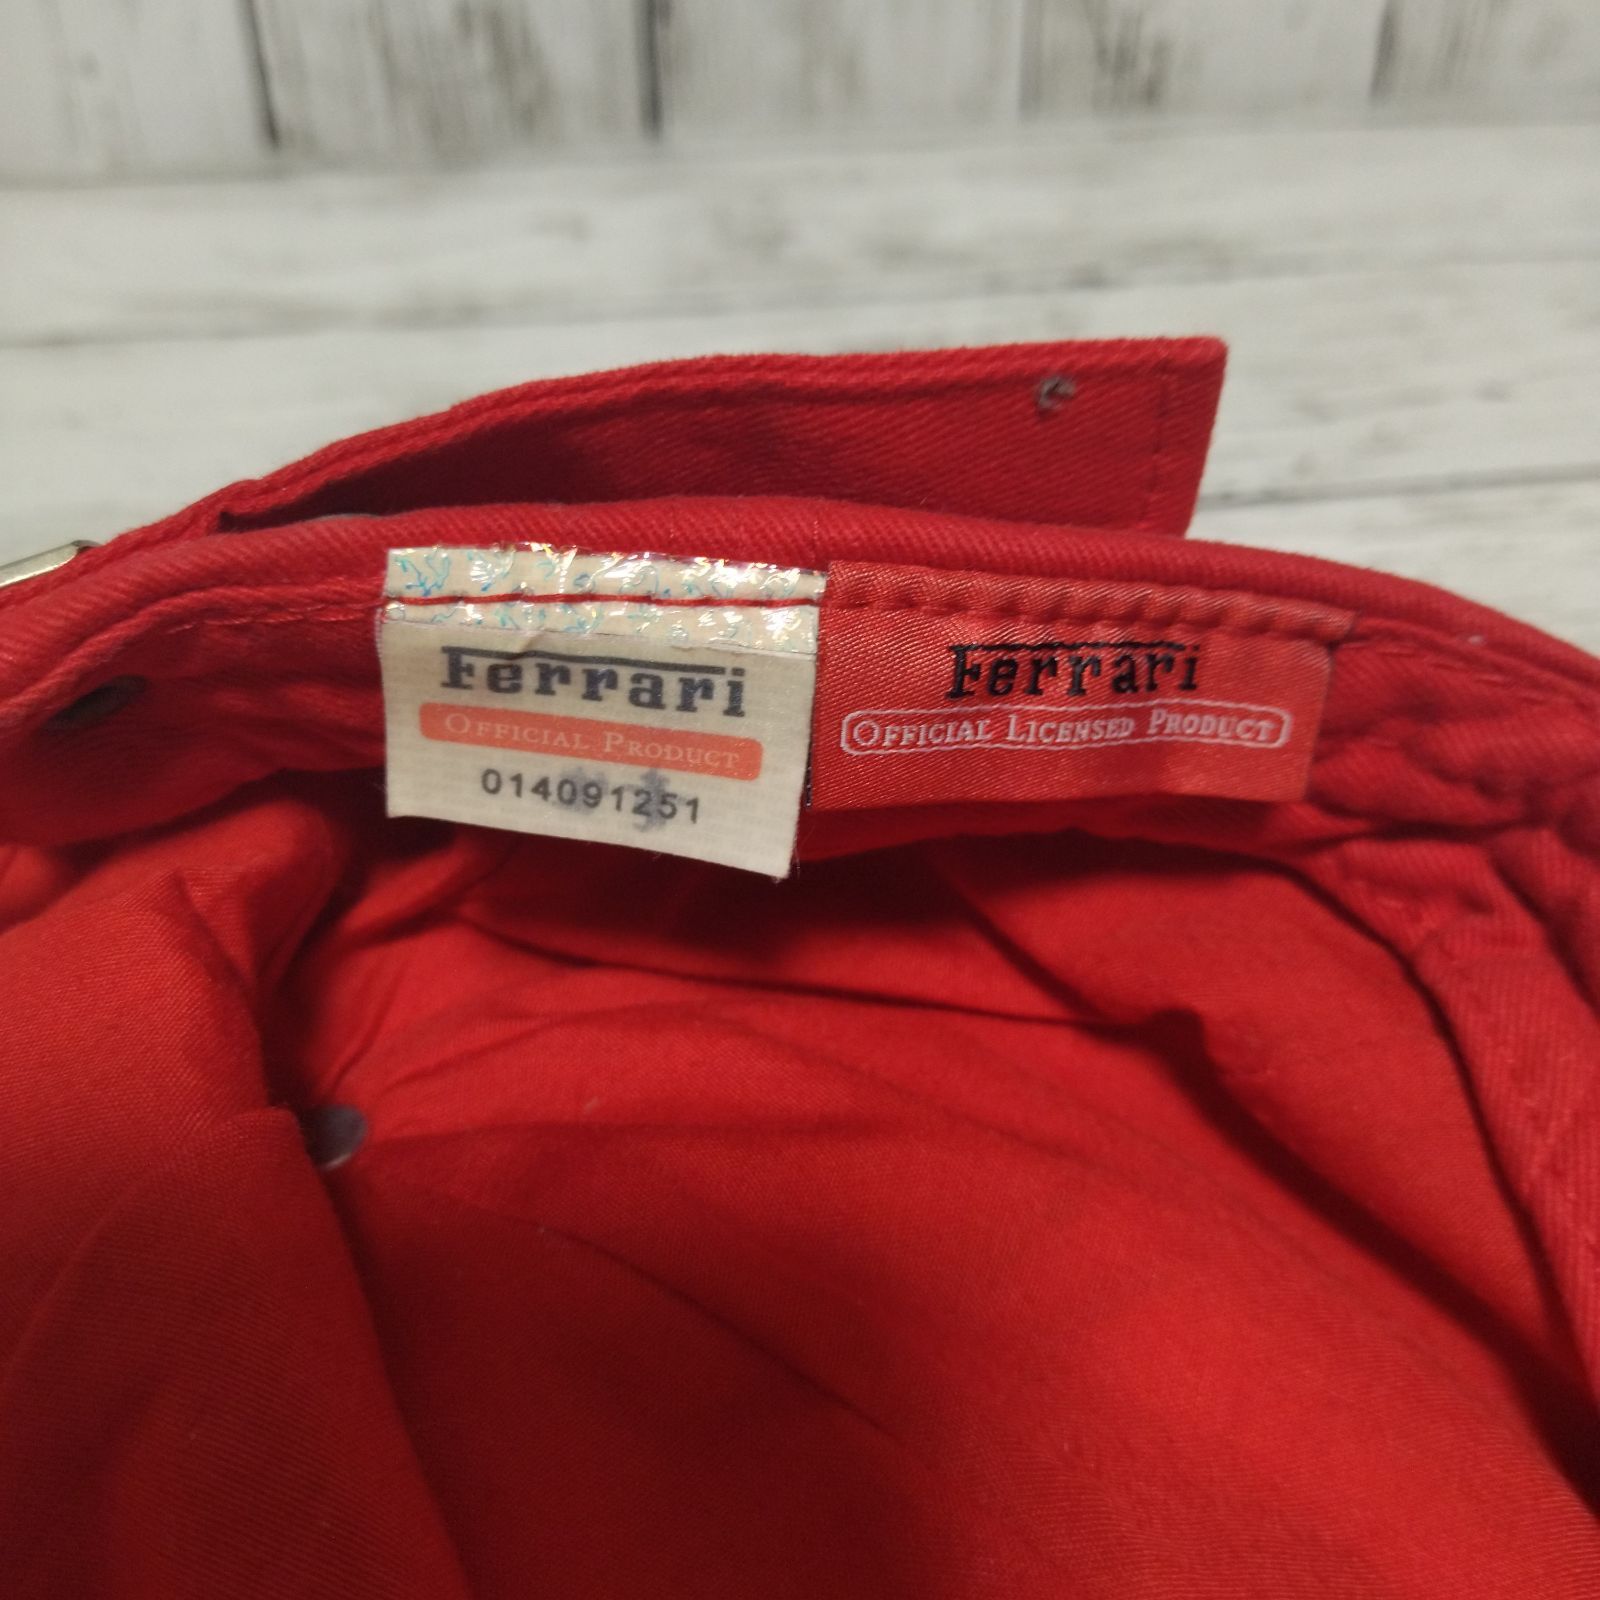 Ferrari
OFFICIAL PRODUCT
014091251
Ferrari
OFFICIAL LICENSED PRODUCT